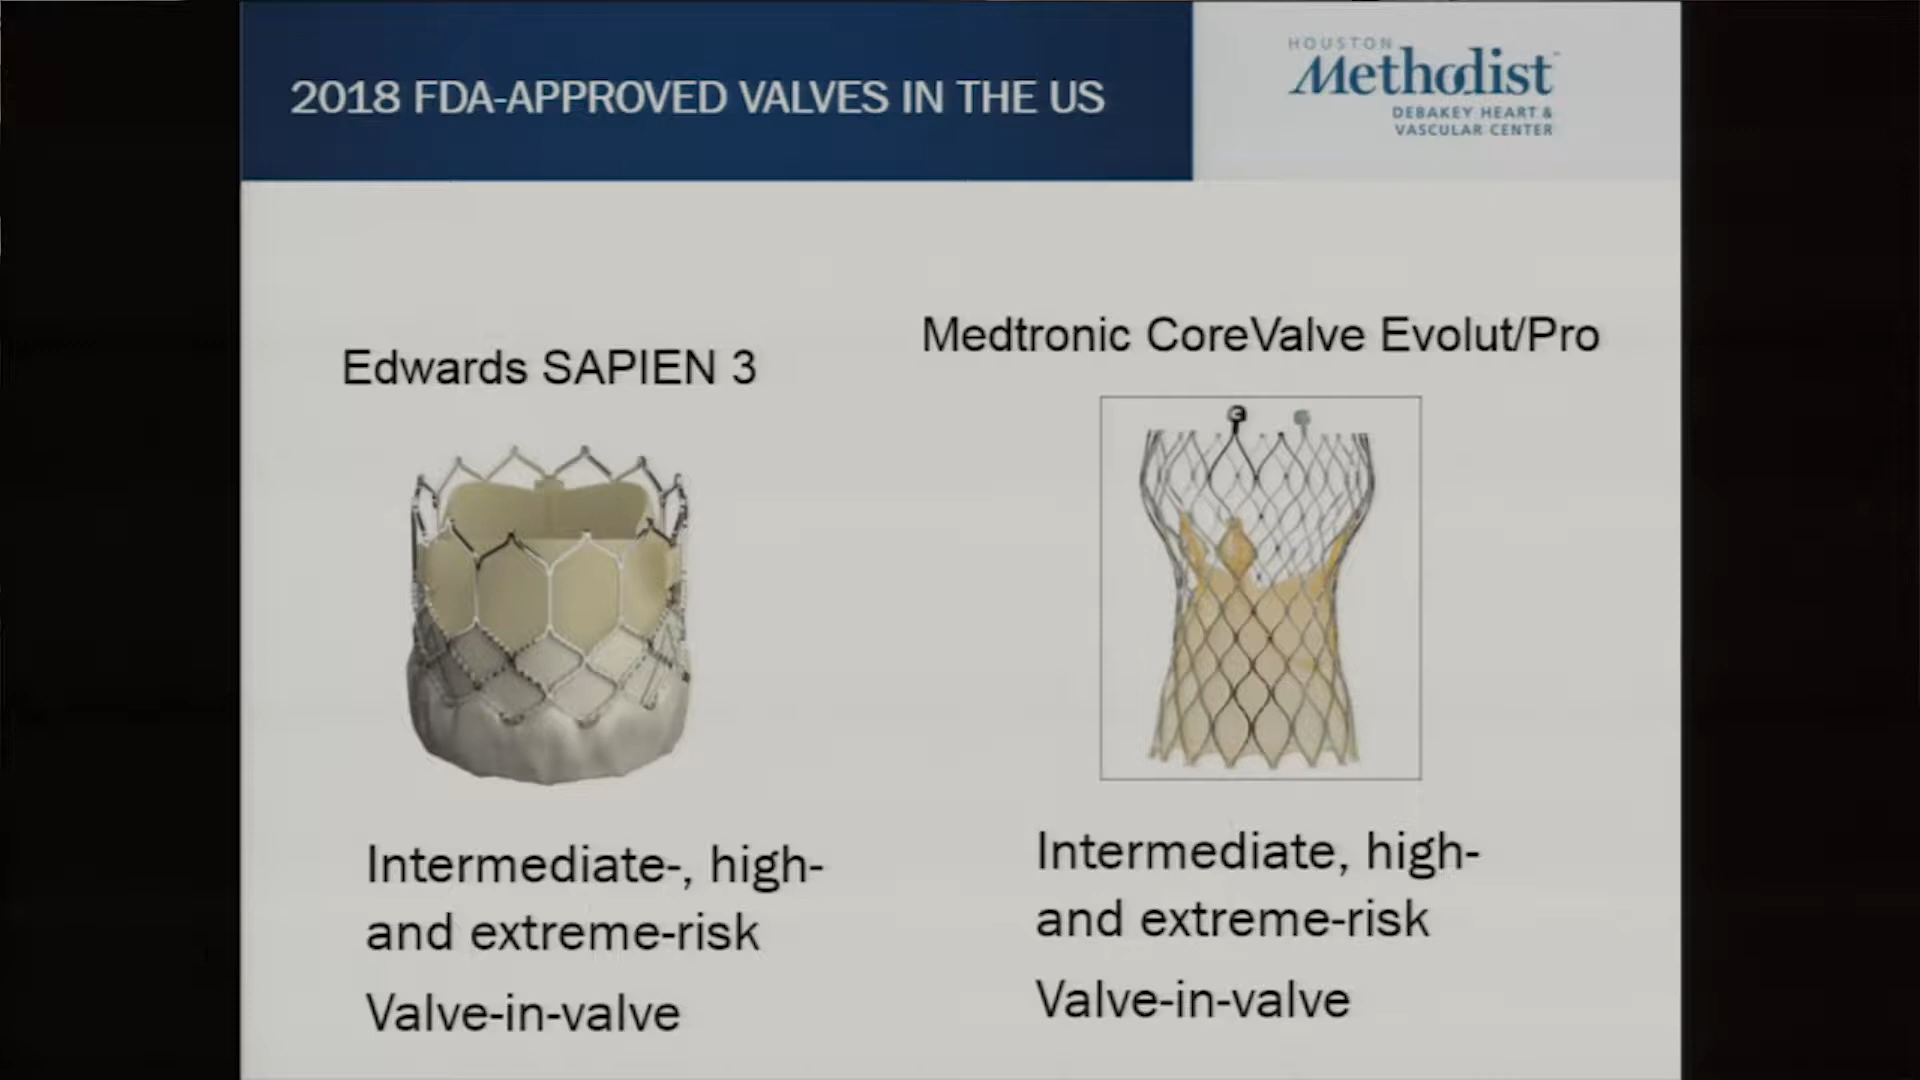 2018 FDA-APPROVED VALVES IN THE US
HOUSTON
Methodist
DEBAKEY HEART &
VASCULAR CENTER
Edwards SAPIEN 3
Medtronic CoreValve Evolut/Pro
Intermediate-, high-
and extreme-risk
Valve-in-valve
Intermediate, high-
and extreme-risk
Valve-in-valve